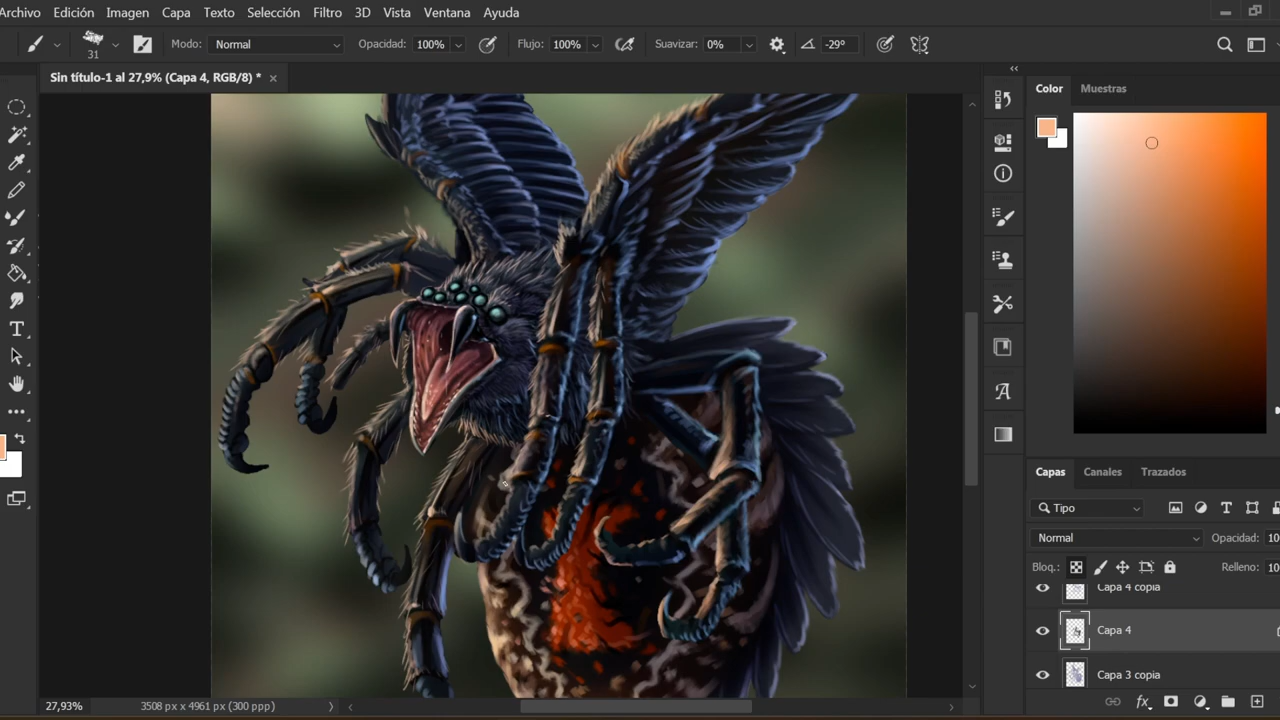 Archivo Edición Imagen Capa Texto Selección Filtro 3D Vista Ventana Ayuda
31 Modo: Normal Opacidad: 100% Flujo: 100% Suavizar: 0% -29°
Sin título-1 al 27,9% (Capa 4, RGB/8) *
Color Muestras
Capas Canales Trazados
Tipo
Normal Opacidad: 10
Bloq.: Relleno: 10
Capa 4 copia
Capa 4
Capa 3 copia
27,93% 3508 px x 4961 px (300 ppp)